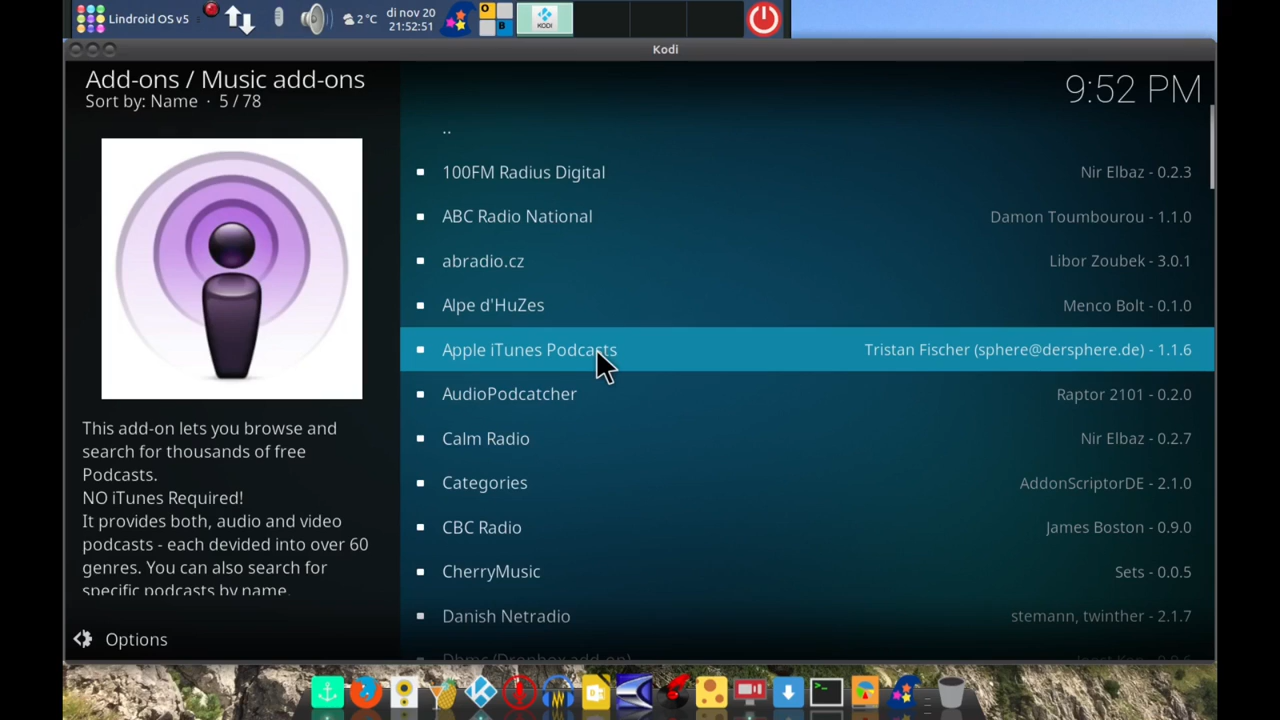 Lindroid OS v5
2 °C
di nov 20
21:52:51
O
B
KODI
Kodi
Add-ons / Music add-ons
Sort by: Name · 5 / 78
9:52 PM
..
100FM Radius Digital Nir Elbaz - 0.2.3
ABC Radio National Damon Toumbourou - 1.1.0
abradio.cz Libor Zoubek - 3.0.1
Alpe d'HuZes Menco Bolt - 0.1.0
Apple iTunes Podcasts Tristan Fischer (sphere@dersphere.de) - 1.1.6
AudioPodcatcher Raptor 2101 - 0.2.0
Calm Radio Nir Elbaz - 0.2.7
Categories AddonScriptorDE - 2.1.0
CBC Radio James Boston - 0.9.0
CherryMusic Sets - 0.0.5
Danish Netradio stemann, twinther - 2.1.7
This add-on lets you browse and
search for thousands of free
Podcasts.
NO iTunes Required!
It provides both, audio and video
podcasts - each devided into over 60
genres. You can also search for
specific podcasts by name.
Options